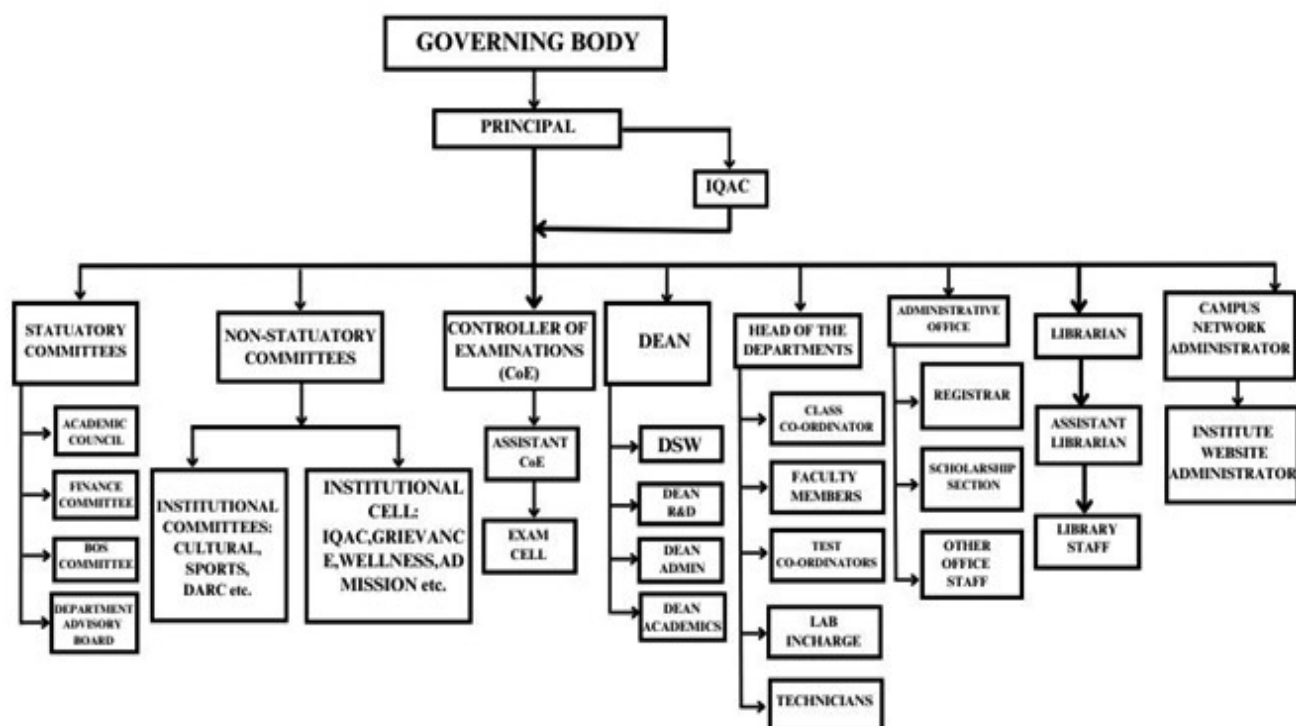 GOVERNING BODY
PRINCIPAL
IQAC
STATUATORY
COMMITTEES
NON-STATUATORY
COMMITTEES
CONTROLLER OF
EXAMINATIONS
(CoE)
DEAN
HEAD OF THE
DEPARTMENTS
ADMINISTRATIVE
OFFICE
LIBRARIAN
CAMPUS
NETWORK
ADMINISTRATOR
ACADEMIC
COUNCIL
FINANCE
COMMITTEE
BOS
COMMITTEE
DEPARTMENT
ADVISORY
BOARD
INSTITUTIONAL
COMMITTEES:
CULTURAL,
SPORTS,
DARC etc.
INSTITUTIONAL
CELL:
IQAC,GRIEVANC
E,WELLNESS,AD
MISSION etc.
ASSISTANT
CoE
EXAM
CELL
DSW
DEAN
R&D
DEAN
ADMIN
DEAN
ACADEMICS
CLASS
CO-ORDINATOR
FACULTY
MEMBERS
TEST
CO-ORDINATORS
LAB
INCHARGE
TECHNICIANS
REGISTRAR
SCHOLARSHIP
SECTION
OTHER
OFFICE
STAFF
ASSISTANT
LIBRARIAN
LIBRARY
STAFF
INSTITUTE
WEBSITE
ADMINISTRATOR